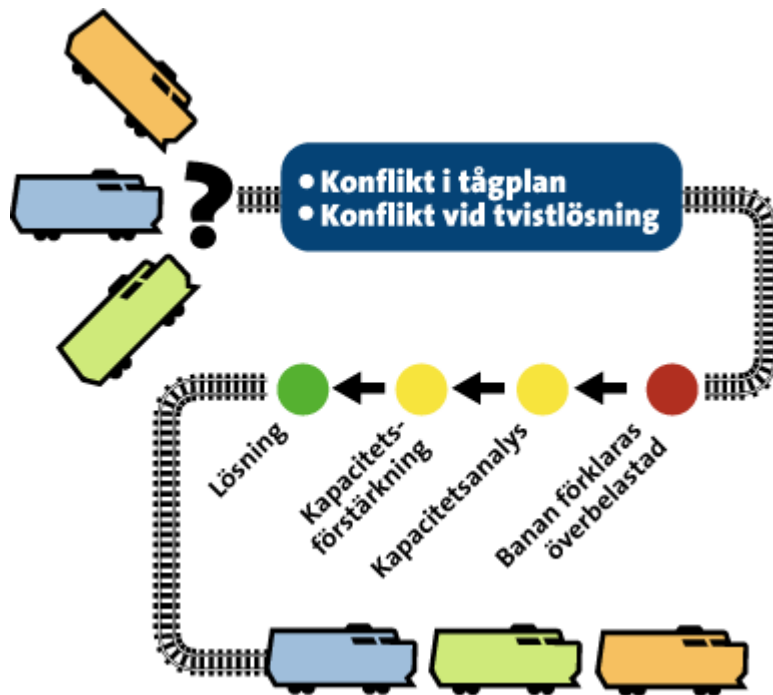 ?
• Konflikt i tågplan
• Konflikt vid tvistlösning
Lösning
Kapacitets-
förstärkning
Kapacitetsanalys
Banan förklaras
överbelastad